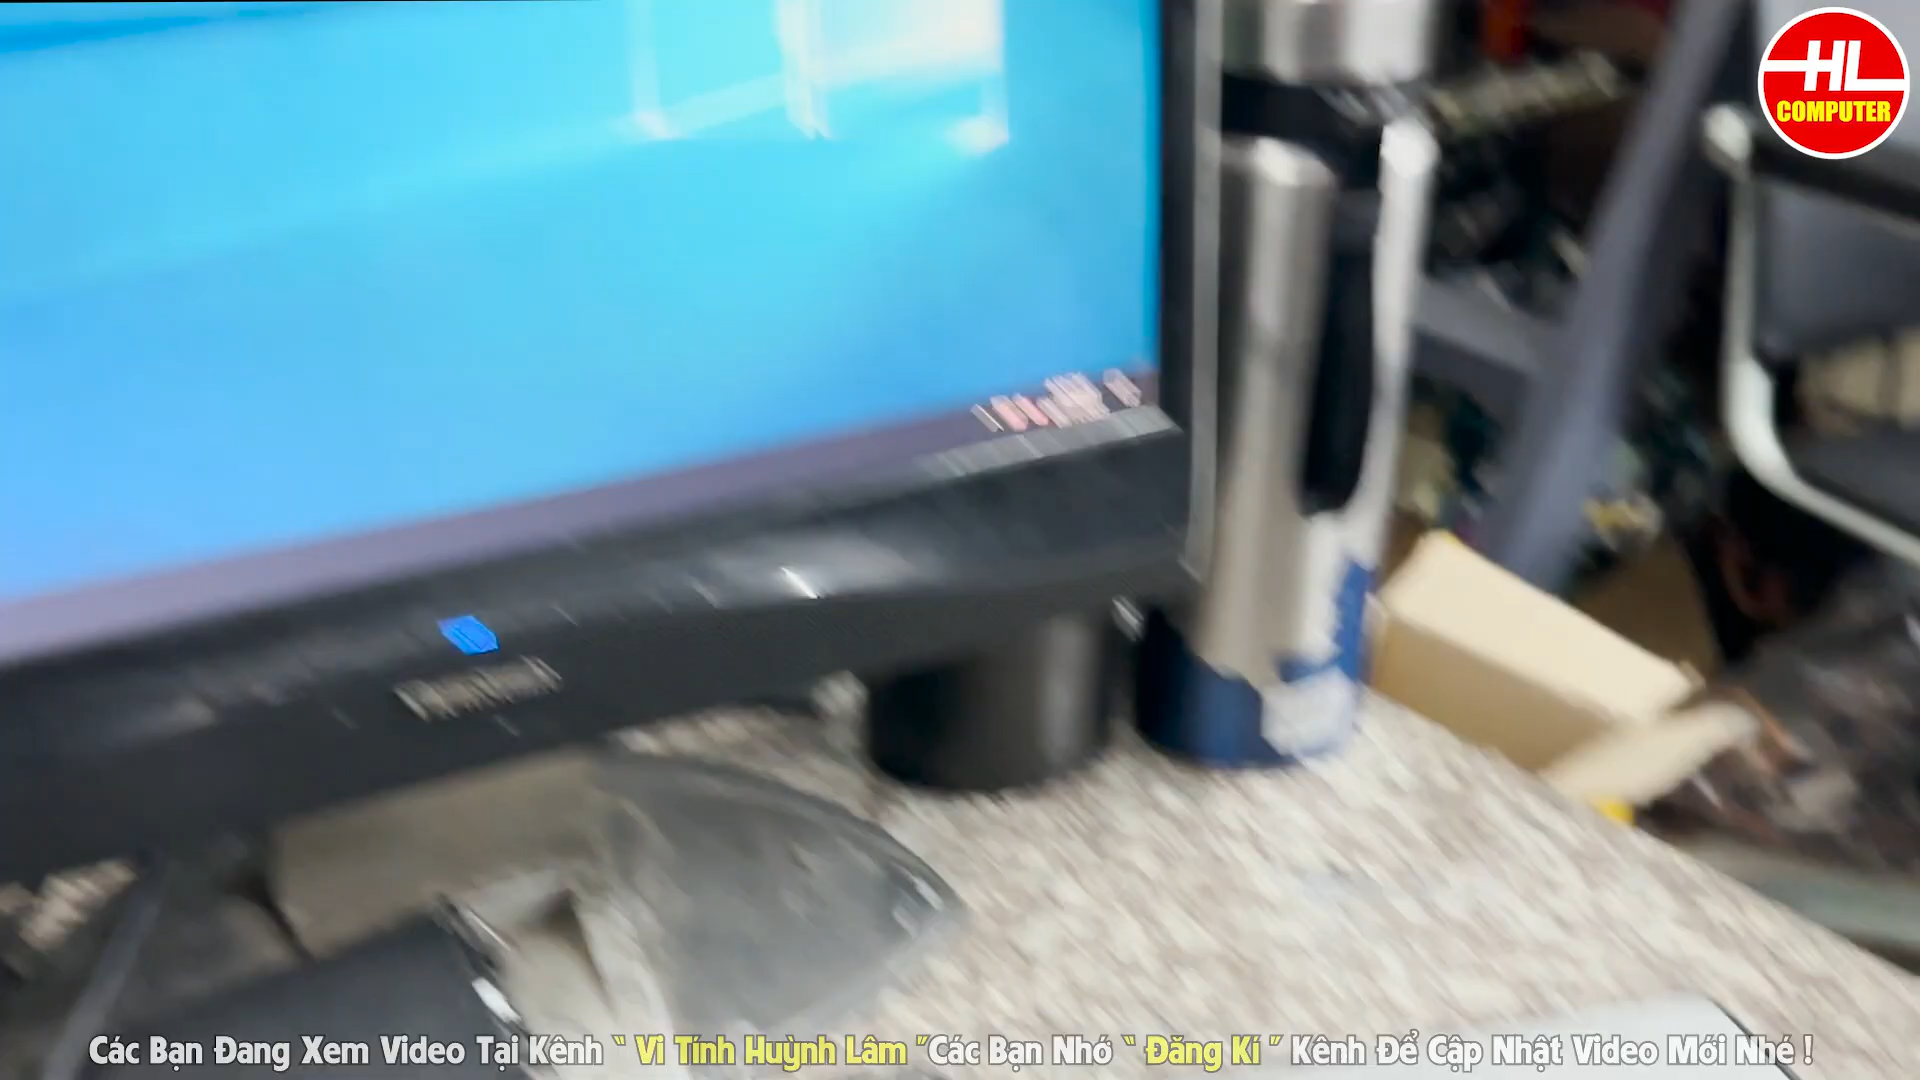 HL
COMPUTER
Các Bạn Đang Xem Video Tại Kênh " Vi Tính Huỳnh Lâm "Các Bạn Nhớ " Đăng Kí " Kênh Để Cập Nhật Video Mới Nhé !